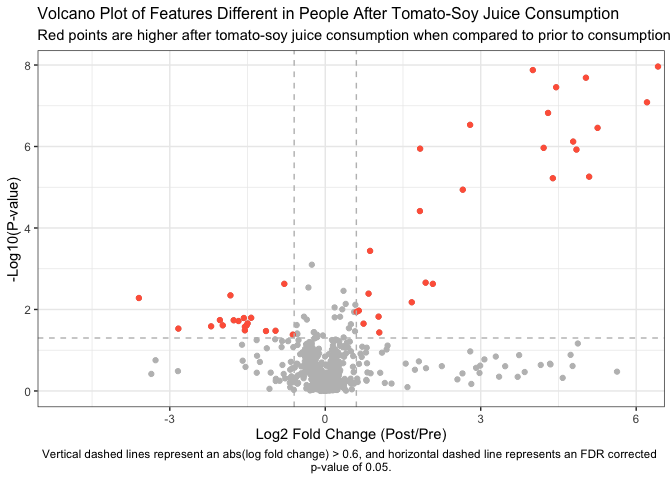 Volcano Plot of Features Different in People After Tomato-Soy Juice Consumption
Red points are higher after tomato-soy juice consumption when compared to prior to consumption
8
6
4
2
0
-Log10(P-value)
-3
0
3
6
Log2 Fold Change (Post/Pre)
Vertical dashed lines represent an abs(log fold change) > 0.6, and horizontal dashed line represents an FDR corrected
p-value of 0.05.